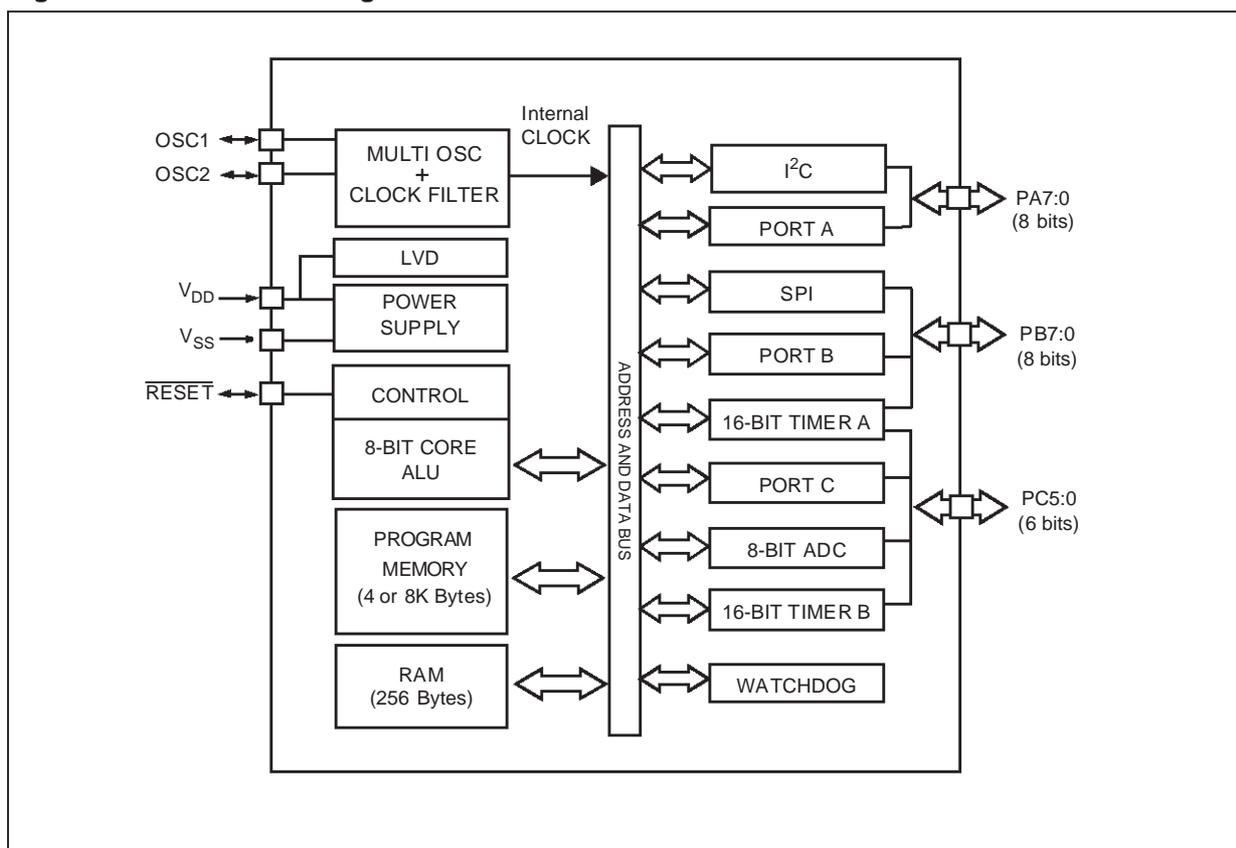 OSC1
OSC2
MULTI OSC
+
CLOCK FILTER
Internal
CLOCK
LVD
V_DD
POWER
SUPPLY
V_SS
RESET
CONTROL
8-BIT CORE
ALU
PROGRAM
MEMORY
(4 or 8K Bytes)
RAM
(256 Bytes)
ADDRESS AND DATA BUS
I²C
PORT A
PA7:0
(8 bits)
SPI
PORT B
PB7:0
(8 bits)
16-BIT TIMER A
PORT C
PC5:0
(6 bits)
8-BIT ADC
16-BIT TIMER B
WATCHDOG